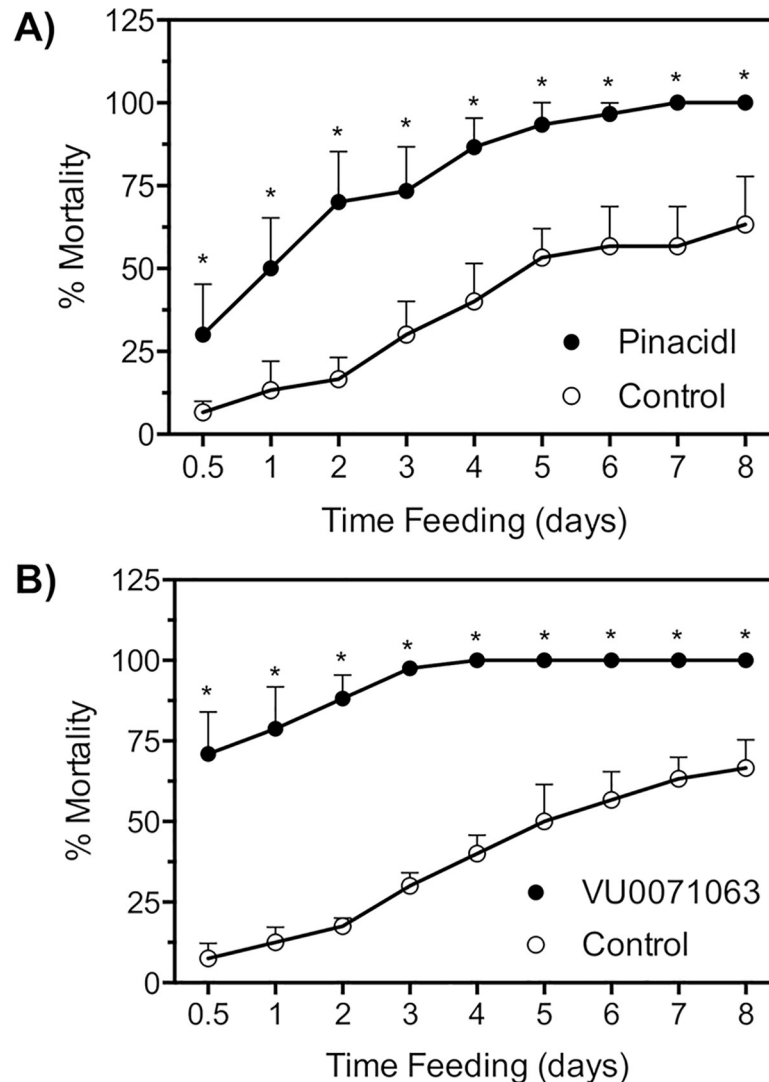 A)
125
100
75
50
25
0
% Mortality
* * * * * * * * *
Pinacidl
Control
0.5 1 2 3 4 5 6 7 8
Time Feeding (days)
B)
125
100
75
50
25
0
% Mortality
* * * * * * * * *
VU0071063
Control
0.5 1 2 3 4 5 6 7 8
Time Feeding (days)